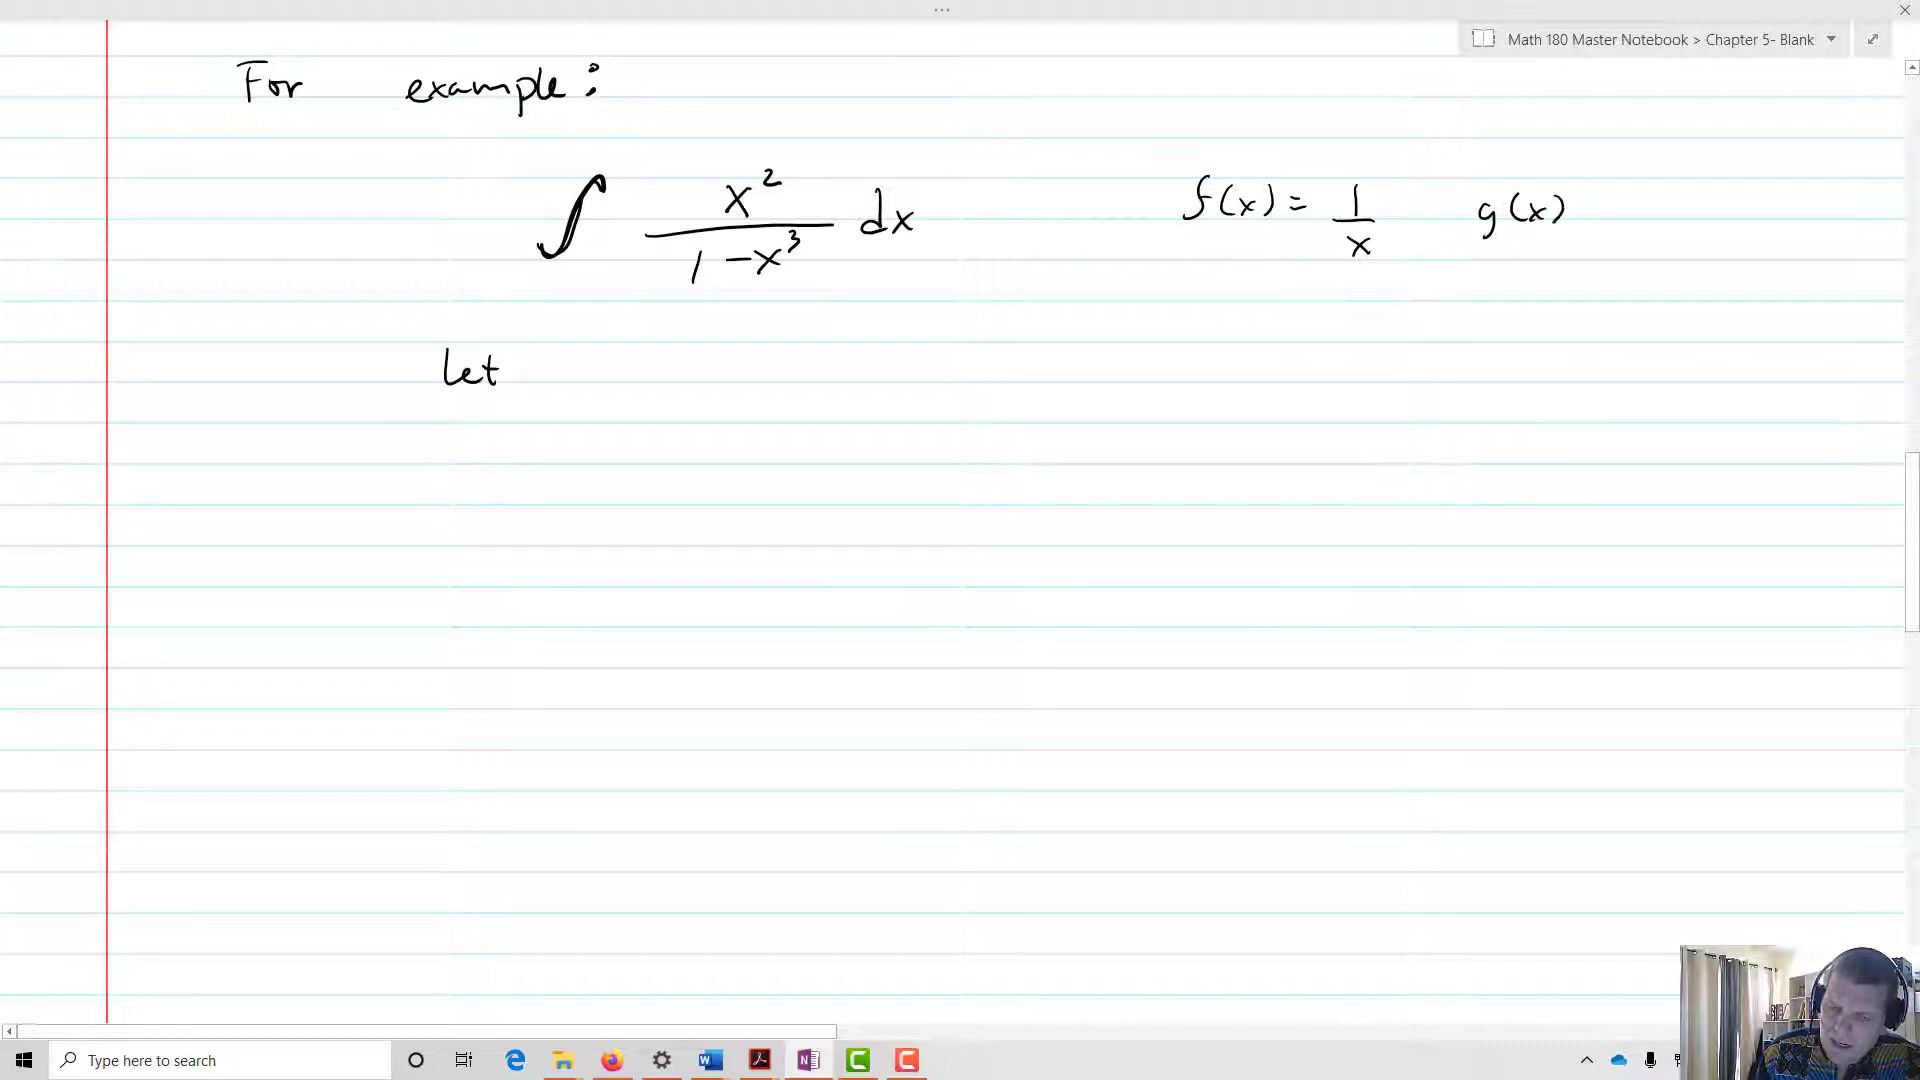 Math 180 Master Notebook > Chapter 5- Blank
For example:
∫ x² / (1 - x³) dx    f(x) = 1/x    g(x)
Let
Type here to search